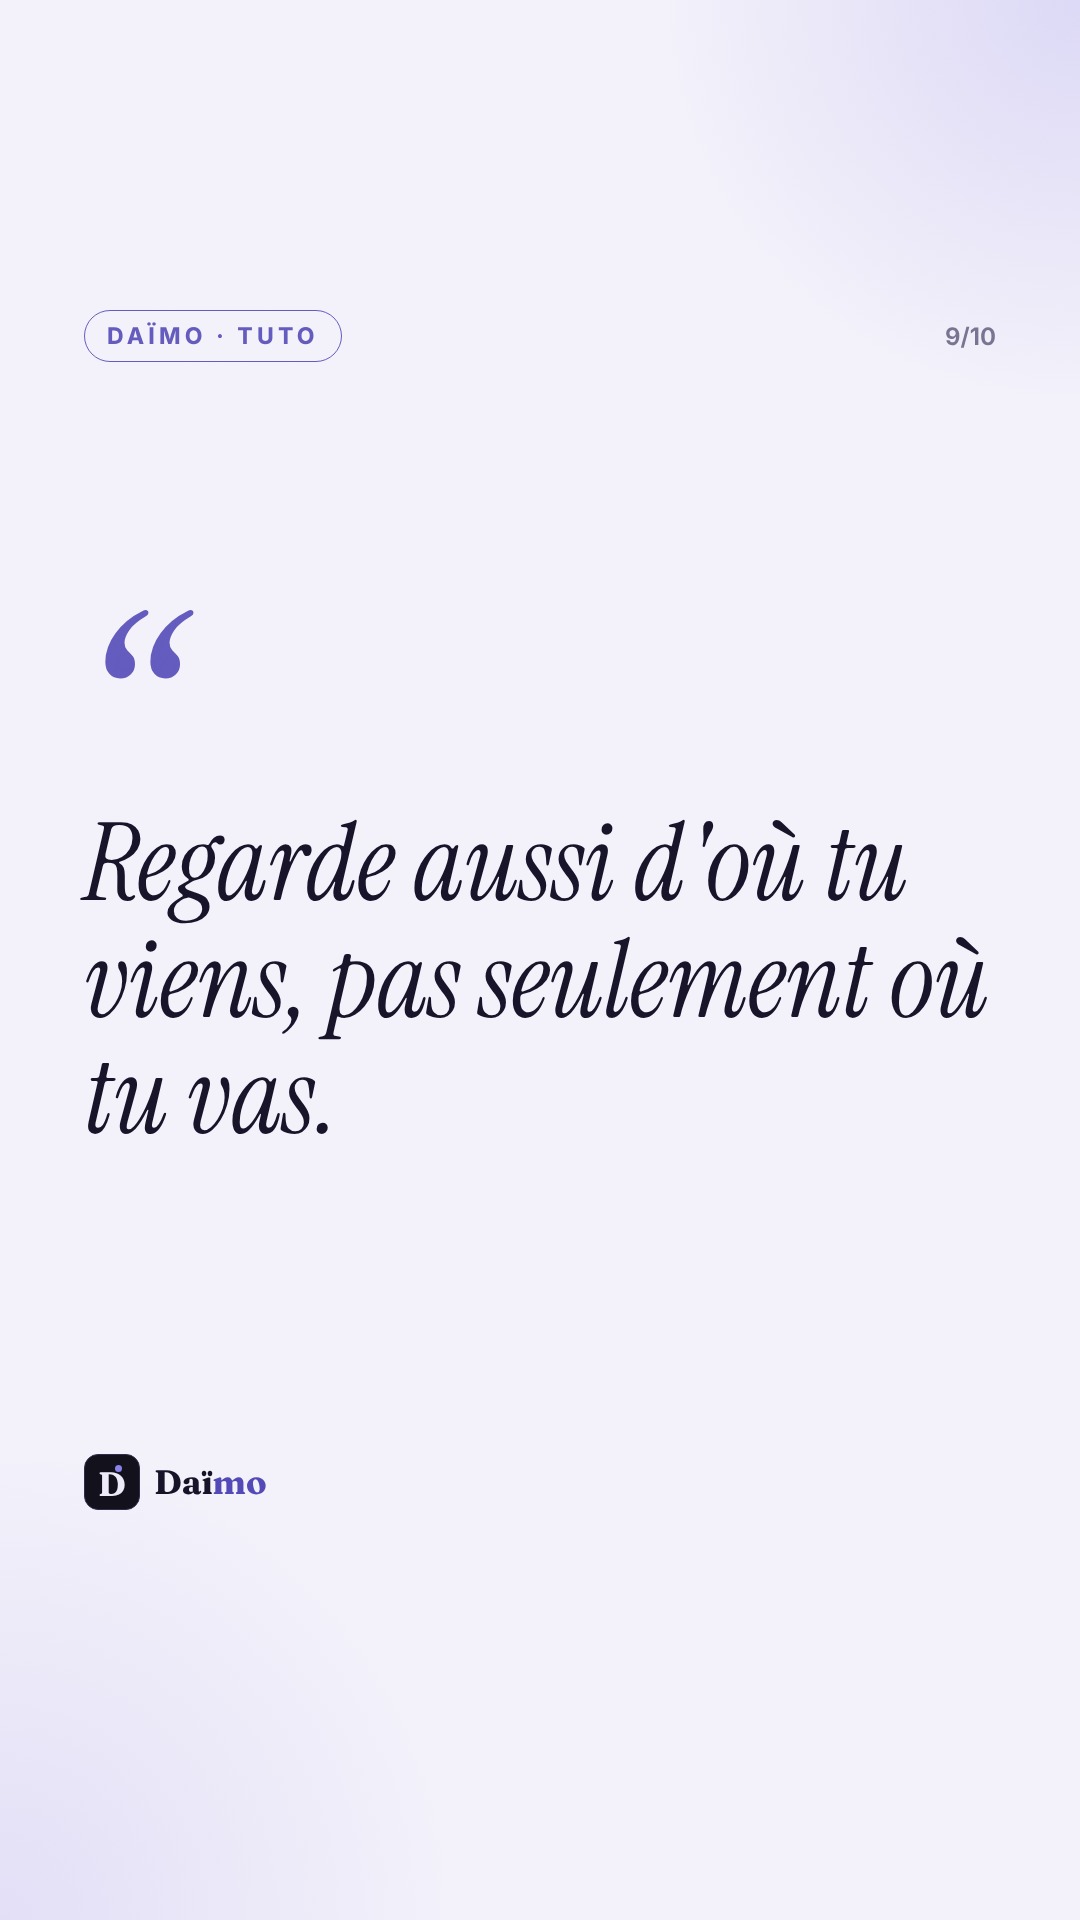 DAÏMO · TUTO
9/10
“
Regarde aussi d'où tu
viens, pas seulement où
tu vas.
D Daïmo